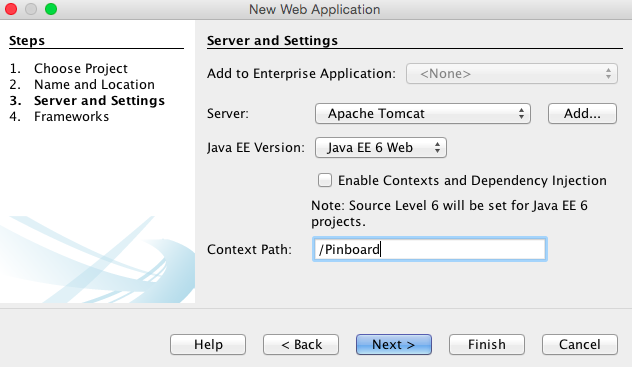 New Web Application
Steps
1. Choose Project
2. Name and Location
3. Server and Settings
4. Frameworks
Server and Settings
Add to Enterprise Application: <None>
Server: Apache Tomcat Add...
Java EE Version: Java EE 6 Web
Enable Contexts and Dependency Injection
Note: Source Level 6 will be set for Java EE 6
projects.
Context Path: /Pinboard
Help < Back Next > Finish Cancel